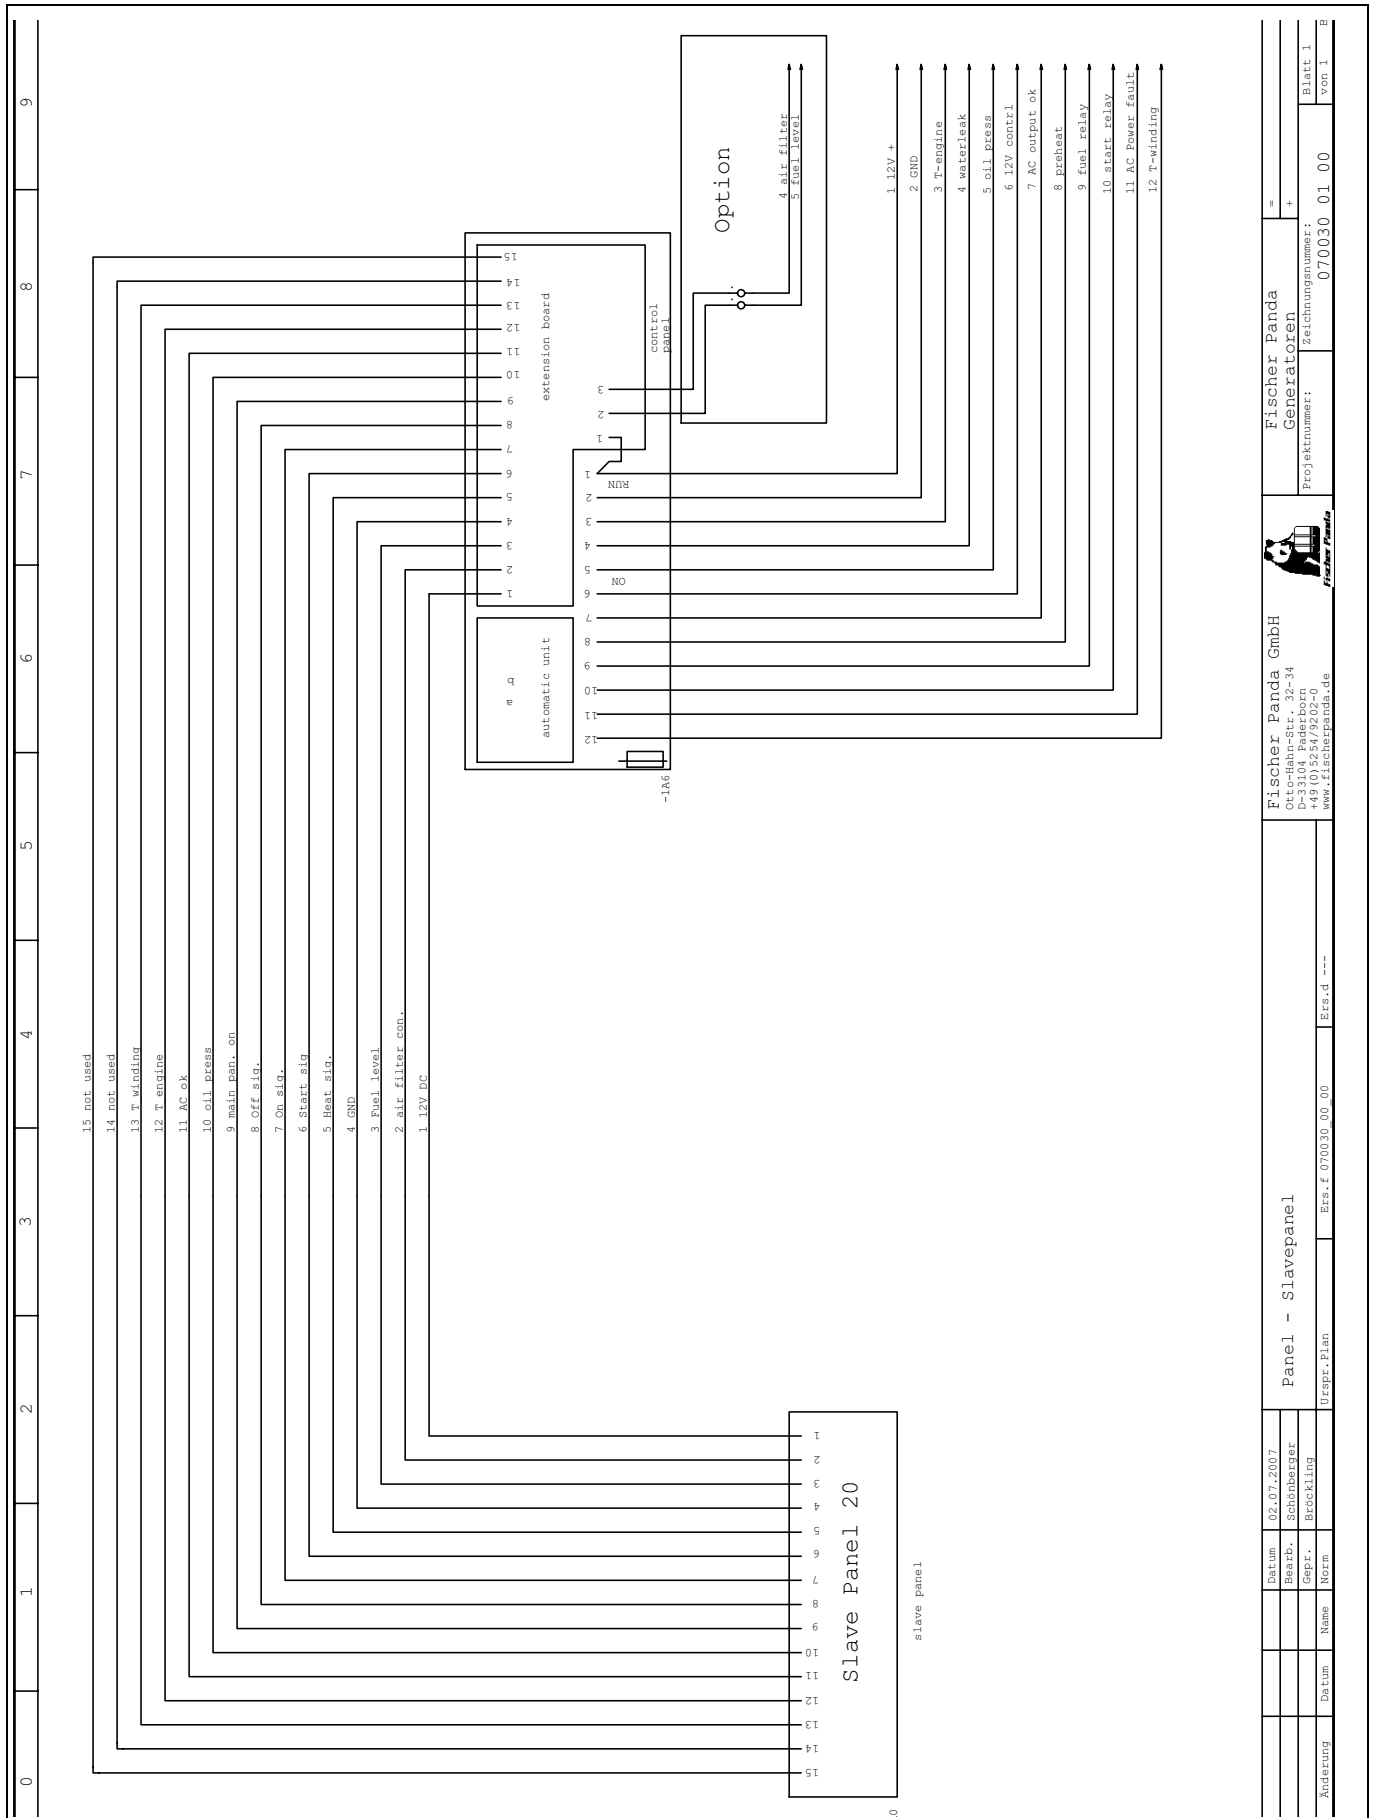 0
1
2
3
4
5
6
7
8
9
15 not used
14 not used
13 T winding
12 T engine
11 AC ok
10 oil press
9 main pan. on
8 Off sig.
7 On sig.
6 Start sig
5 Heat sig.
4 GND
3 Fuel level
2 air filter con.
1 12V DC
15
14
13
12
11
10
9
8
7
6
5
4
3
2
1
Slave Panel 20
slave panel
15
14
13
12
11
10
9
8
7
6
5
4
3
2
1
extension board
automatic unit
a
b
control
panel
3
2
1
1
RUN
2
3
4
5
ON
6
7
8
9
10
11
12
-1A6
Option
4 air filter
5 fuel level
1 12V +
2 GND
3 T-engine
4 waterleak
5 oil press
6 12V contrl
7 AC output ok
8 preheat
9 fuel relay
10 start relay
11 AC Power fault
12 T-winding
Änderung
Datum
Name
Norm
Datum
02.07.2007
Bearb.
Schönberger
Gepr.
Bröckling
Panel - Slavepanel
Urspr.Plan
Ers.f 070030_00_00
Ers.d ---
Fischer Panda GmbH
Otto-Hahn-Str. 32-34
D-33104 Paderborn
+49(0)5254/9202-0
www.fischerpanda.de
Fischer Panda
Fischer Panda
Generatoren
Projektnummer:
Zeichnungsnummer:
070030 01 00
=
+
Blatt 1
von 1
B